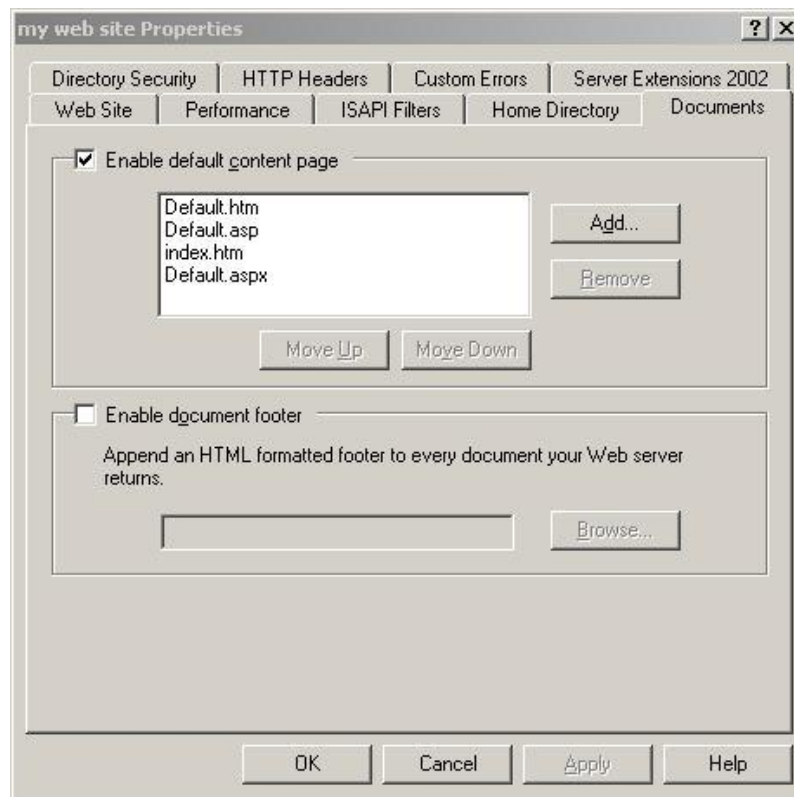 my web site Properties
Directory Security HTTP Headers Custom Errors Server Extensions 2002
Web Site Performance ISAPI Filters Home Directory Documents
Enable default content page
Default.htm
Default.asp
index.htm
Default.aspx
Add...
Remove
Move Up Move Down
Enable document footer
Append an HTML formatted footer to every document your Web server
returns.
Browse...
OK Cancel Apply Help